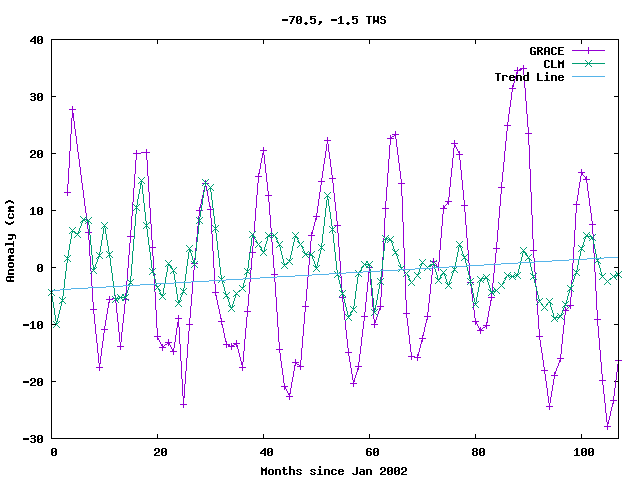 -70.5, -1.5 TWS
GRACE
CLM
Trend Line
40
30
20
10
0
-10
-20
-30
Anomaly (cm)
0 20 40 60 80 100
Months since Jan 2002